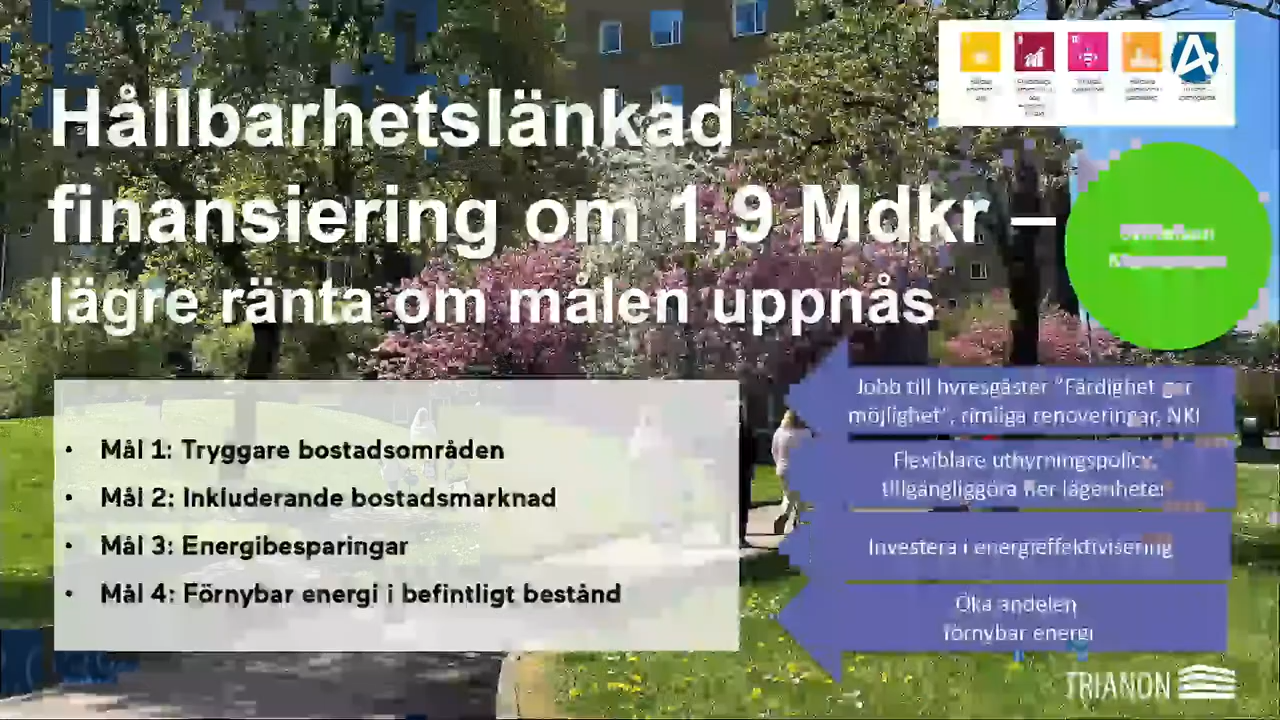 Hållbarhetslänkad
finansiering om 1,9 Mdkr –
lägre ränta om målen uppnås
• Mål 1: Tryggare bostadsområden
• Mål 2: Inkluderande bostadsmarknad
• Mål 3: Energibesparingar
• Mål 4: Förnybar energi i befintligt bestånd
Jobb till hyresgäster "Färdighet ger
möjlighet", rimliga renoveringar, NKI
Flexiblare uthyrningspolicy,
tillgängliggöra fler lägenheter
Investera i energieffektivisering
Öka andelen
förnybar energi
TRIANON